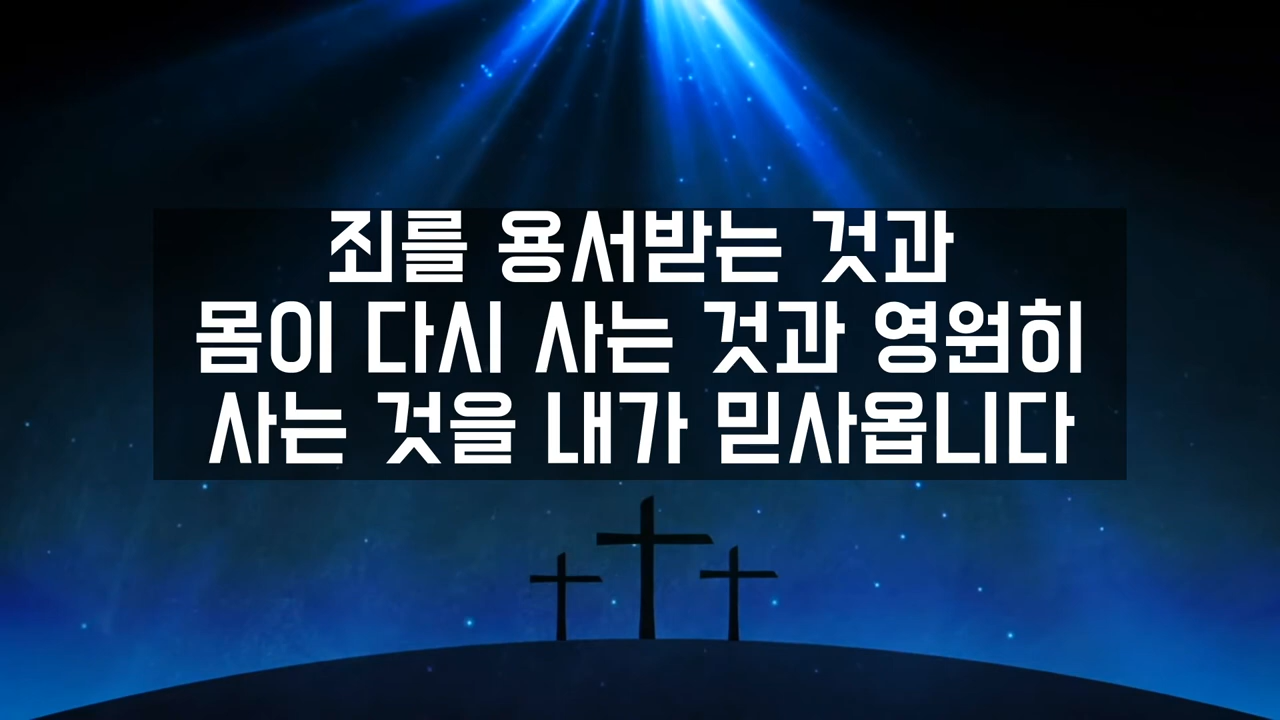 죄를 용서받는 것과
몸이 다시 사는 것과 영원히
사는 것을 내가 믿사옵니다